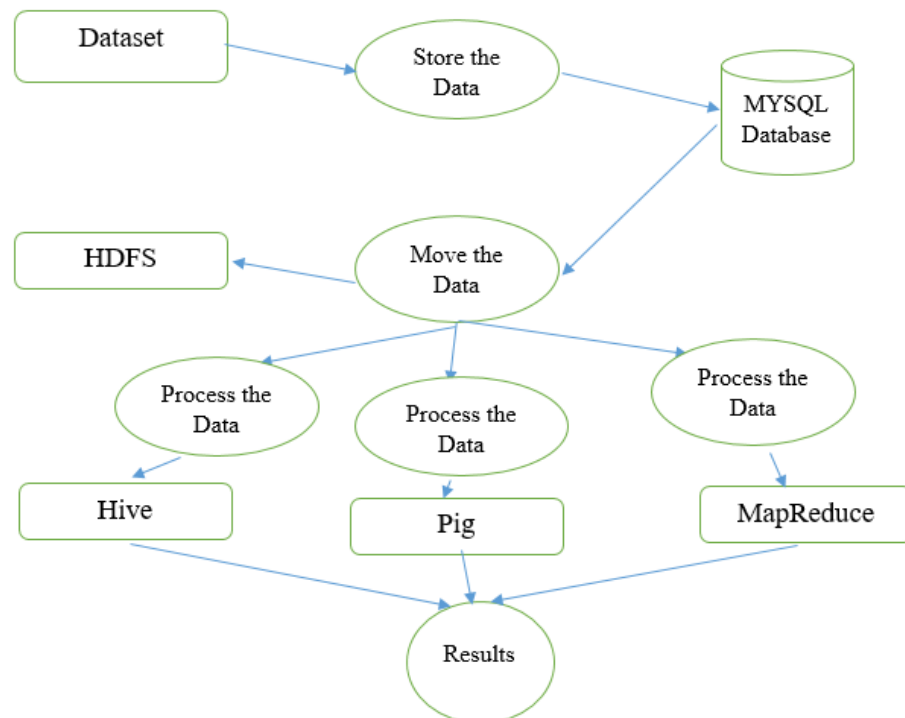 Dataset
Store the
Data
MYSQL
Database
HDFS
Move the
Data
Process the
Data
Process the
Data
Process the
Data
Hive
Pig
MapReduce
Results